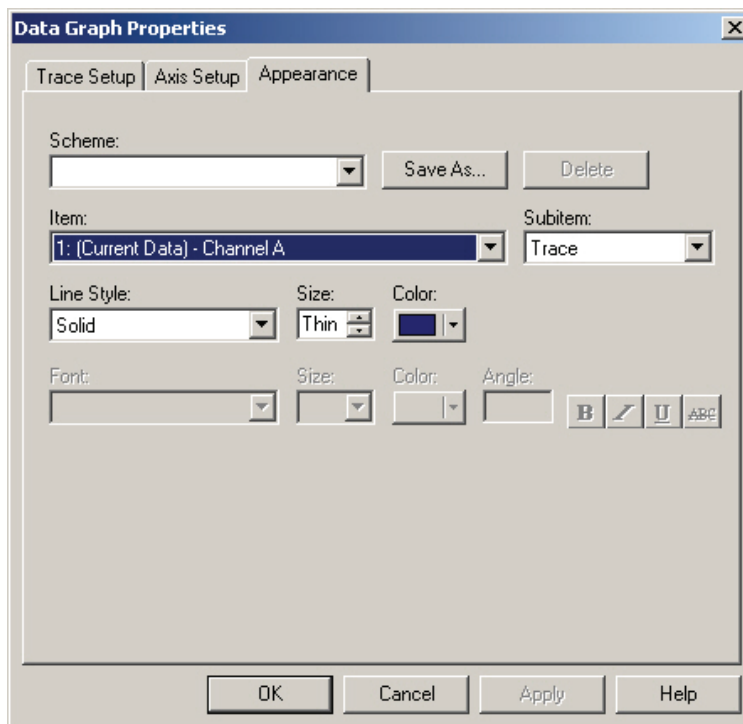 Data Graph Properties
Trace Setup Axis Setup Appearance
Scheme:
Save As... Delete
Item: Subitem:
1: (Current Data) - Channel A Trace
Line Style: Size: Color:
Solid Thin
Font: Size: Color: Angle:
B I U ABC
OK Cancel Apply Help